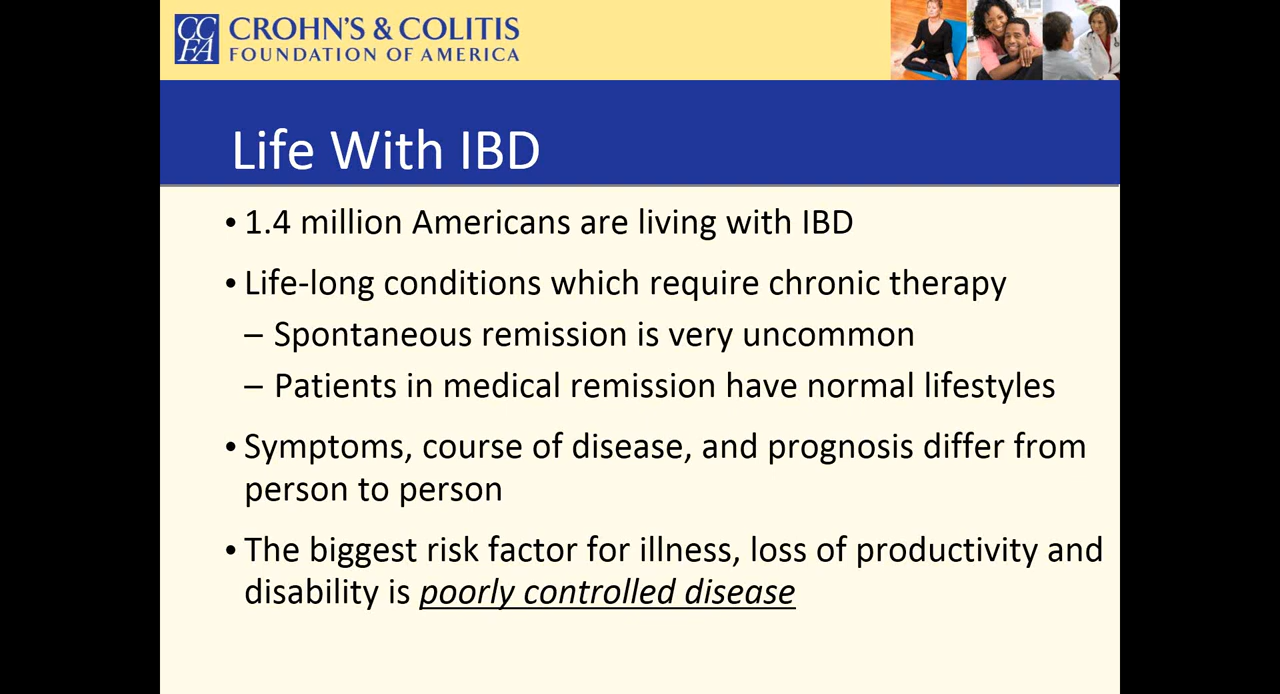 CC
FA
CROHN'S & COLITIS
FOUNDATION OF AMERICA
Life With IBD
• 1.4 million Americans are living with IBD
• Life-long conditions which require chronic therapy
– Spontaneous remission is very uncommon
– Patients in medical remission have normal lifestyles
• Symptoms, course of disease, and prognosis differ from
person to person
• The biggest risk factor for illness, loss of productivity and
disability is poorly controlled disease